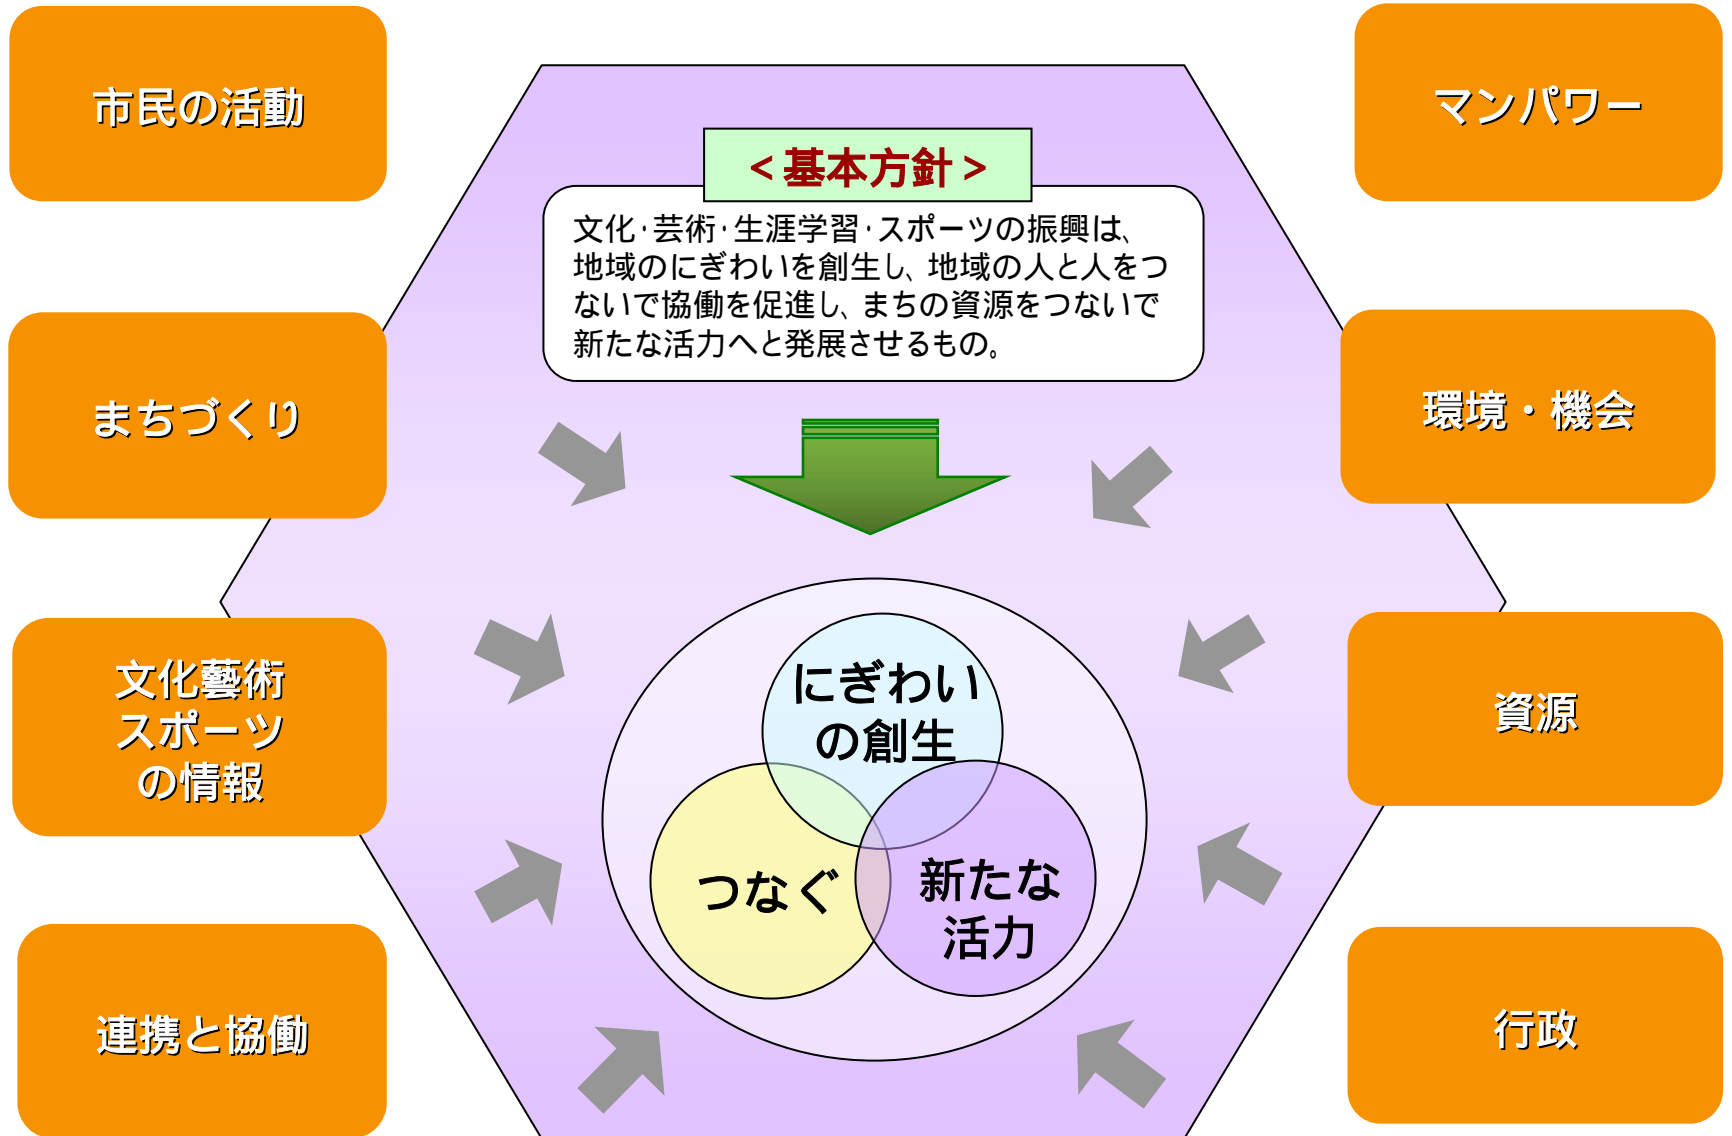 市民の活動
マンパワー
<基本方針>
文化・芸術・生涯学習・スポーツの振興は、
地域のにぎわいを創生し、地域の人と人をつ
ないで協働を促進し、まちの資源をつないで
新たな活力へと発展させるもの。
まちづくり
環境・機会
文化藝術
スポーツ
の情報
資源
にぎわい
の創生
つなぐ
新たな
活力
連携と協働
行政